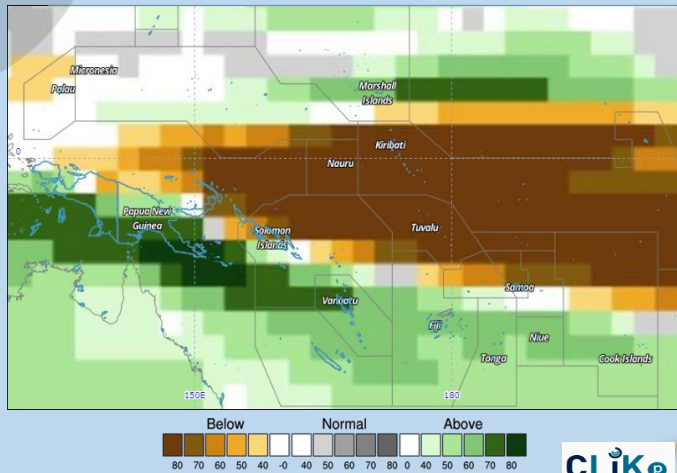 Micronesia
Palau
Marshall
Islands
Kiribati
0
Nauru
Papua New
Guinea
Solomon
Islands
Tuvalu
Samoa
Vanuatu
Fiji
Niue
Tonga
Cook Islands
150E
180
Below Normal Above
80 70 60 50 40 -0 40 50 60 70 80 0 40 50 60 70 80
CLiKp